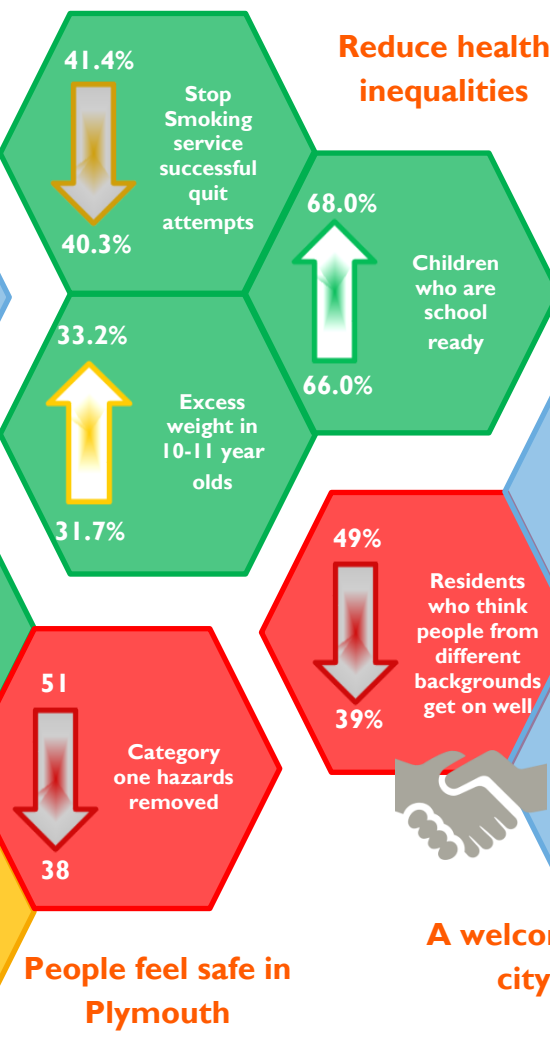 Reduce health
inequalities
41.4%
Stop
Smoking
service
successful
quit
attempts
40.3%
68.0%
Children
who are
school
ready
66.0%
33.2%
Excess
weight in
10-11 year
olds
31.7%
49%
Residents
who think
people from
different
backgrounds
get on well
39%
51
Category
one hazards
removed
38
A welcom
city
People feel safe in
Plymouth